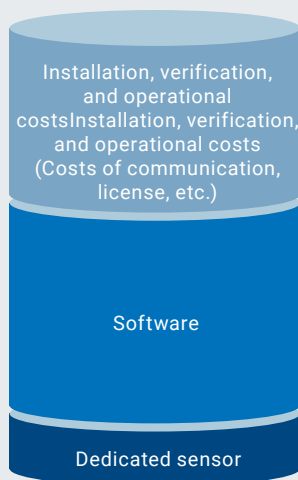 Installation, verification,
and operational
costsInstallation, verification,
and operational costs
(Costs of communication,
license, etc.)
Software
Dedicated sensor